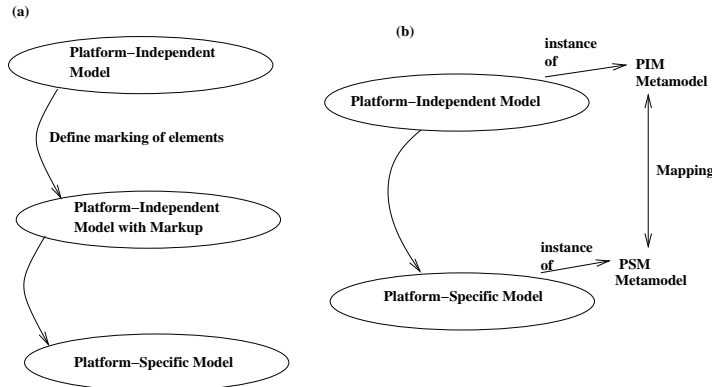 (a)
Platform–Independent
Model
Define marking of elements
Platform–Independent
Model with Markup
Platform–Specific Model
(b)
instance
of
PIM
Metamodel
Platform–Independent Model
Mapping
instance
of
PSM
Metamodel
Platform–Specific Model